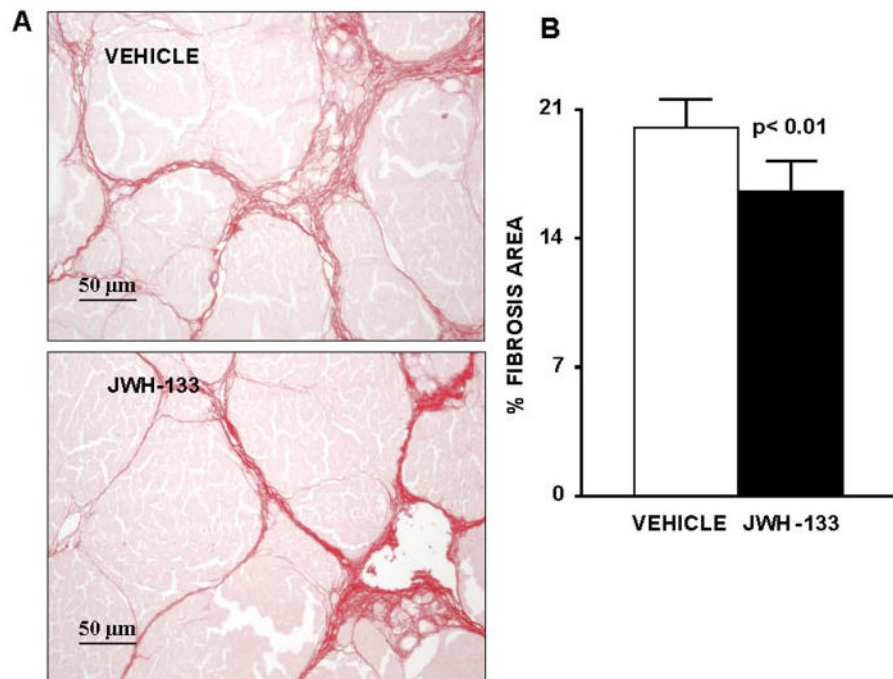 A
VEHICLE
50 µm
JWH-133
50 µm
B
% FIBROSIS AREA
21
14
7
0
p< 0.01
VEHICLE JWH-133